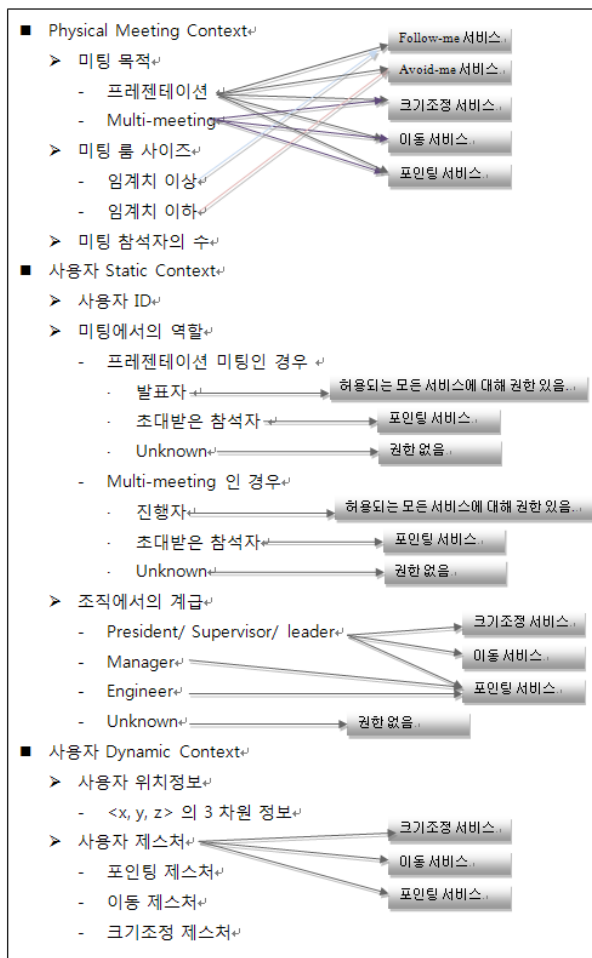 ■ Physical Meeting Context
Follow-me 서비스
➢ 미팅 목적
Avoid-me 서비스
- 프레젠테이션
크기조정 서비스
- Multi-meeting
이동 서비스
➢ 미팅 룸 사이즈
포인팅 서비스
- 임계치 이상
- 임계치 이하
➢ 미팅 참석자의 수
■ 사용자 Static Context
➢ 사용자 ID
➢ 미팅에서의 역할
- 프레젠테이션 미팅인 경우
· 발표자 허용되는 모든 서비스에 대해 권한 있음.
· 초대받은 참석자 포인팅 서비스
· Unknown 권한 없음
- Multi-meeting 인 경우
· 진행자 허용되는 모든 서비스에 대해 권한 있음.
· 초대받은 참석자 포인팅 서비스
· Unknown 권한 없음
➢ 조직에서의 계급
크기조정 서비스
- President/ Supervisor/ leader
이동 서비스
- Manager
- Engineer 포인팅 서비스
- Unknown 권한 없음
■ 사용자 Dynamic Context
➢ 사용자 위치정보
- <x, y, z> 의 3 차원 정보
크기조정 서비스
➢ 사용자 제스처
이동 서비스
- 포인팅 제스처
포인팅 서비스
- 이동 제스처
- 크기조정 제스처